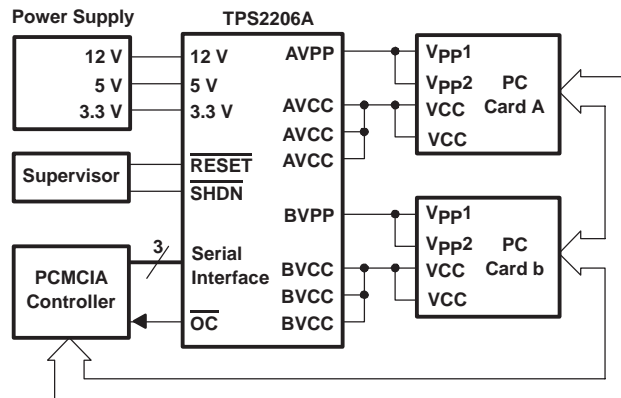 Power Supply
TPS2206A
12 V
5 V
3.3 V
12 V
5 V
3.3 V
AVPP
AVCC
AVCC
AVCC
VPP1
VPP2
VCC
VCC
PC
Card A
Supervisor
RESET
SHDN
BVPP
BVCC
BVCC
BVCC
VPP1
VPP2
VCC
VCC
PC
Card b
PCMCIA
Controller
3
Serial
Interface
OC